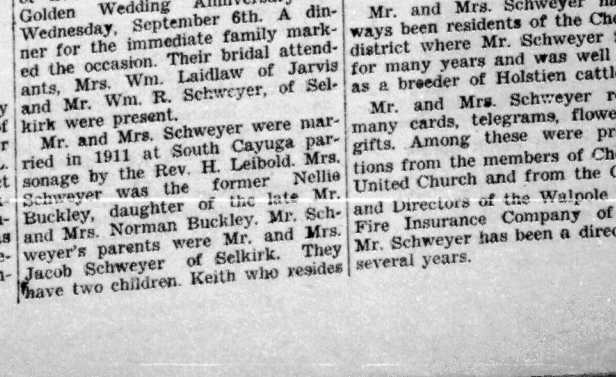 Golden Wedding Anniversary
Wednesday, September 6th. A din-
ner for the immediate family mark-
ed the occasion. Their bridal attend-
ants, Mrs. Wm. Laidlaw of Jarvis
and Mr. Wm. R. Schweyer, of Sel-
kirk were present.
Mr. and Mrs. Schweyer were mar-
ried in 1911 at South Cayuga par-
sonage by the Rev. H. Leibold. Mrs.
Schweyer was the former Nellie
Buckley, daughter of the late Mr.
and Mrs. Norman Buckley. Mr. Sch-
weyer's parents were Mr. and Mrs.
Jacob Schweyer of Selkirk. They
have two children. Keith who resides
Mr. and Mrs. Schweyer
ways been residents of the
district where Mr. Schweyer
for many years and was well
as a breeder of Holstien cattl
Mr. and Mrs. Schweyer
many cards, telegrams, flowe
gifts. Among these were pr
tions from the members of Ch
United Church and from the
and Directors of the Walpole
Fire Insurance Company of
Mr. Schweyer has been a direc
several years.